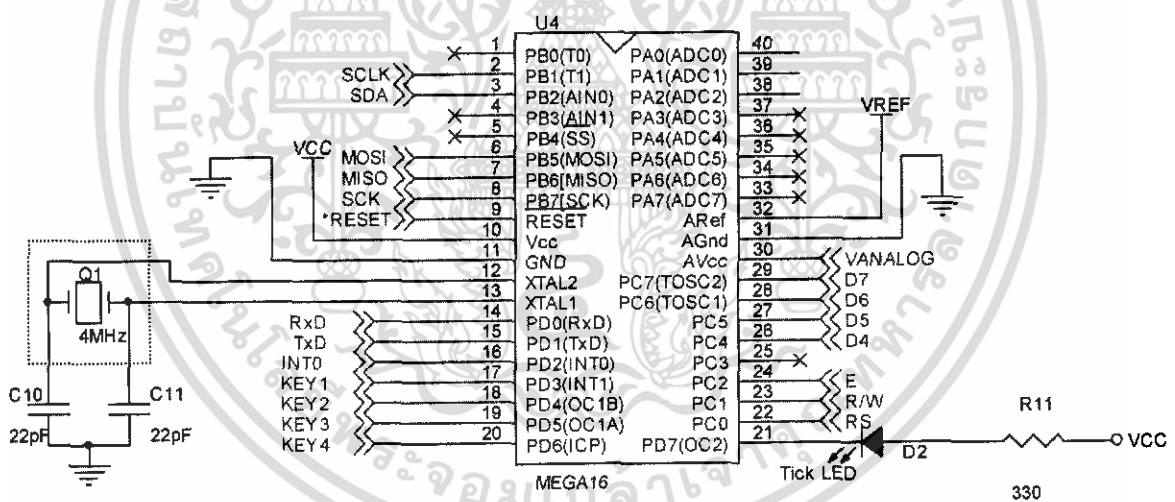 U4
1 PB0(T0) PA0(ADC0) 40
SCLK 2 PB1(T1) PA1(ADC1) 39
SDA 3 PB2(AIN0) PA2(ADC2) 38
4 PB3(AIN1) PA3(ADC3) 37 VREF
5 PB4(SS) PA4(ADC4) 36
VCC MOSI 6 PB5(MOSI) PA5(ADC5) 35
MISO 7 PB6[MISO) PA6(ADC6) 34
SCK 8 PB7[SCK) PA7(ADC7) 33
*RESET 9 RESET ARef 32
10 Vcc AGnd 31
11 GND AVcc 30 VANALOG
12 XTAL2 PC7(TOSC2) 29 D7
Q1 13 XTAL1 PC6(TOSC1) 28 D6
4MHz RxD 14 PD0(RxD) PC5 27 D5
TxD 15 PD1(TxD) PC4 26 D4
INT0 16 PD2(INT0) PC3 25
KEY1 17 PD3(INT1) PC2 24 E
C10 C11 KEY2 18 PD4(OC1B) PC1 23 R/W R11
KEY3 19 PD5(OC1A) PC0 22 RS
22pF 22pF KEY4 20 PD6(ICP) PD7(OC2) 21 D2 VCC
Tick LED
MEGA16
330